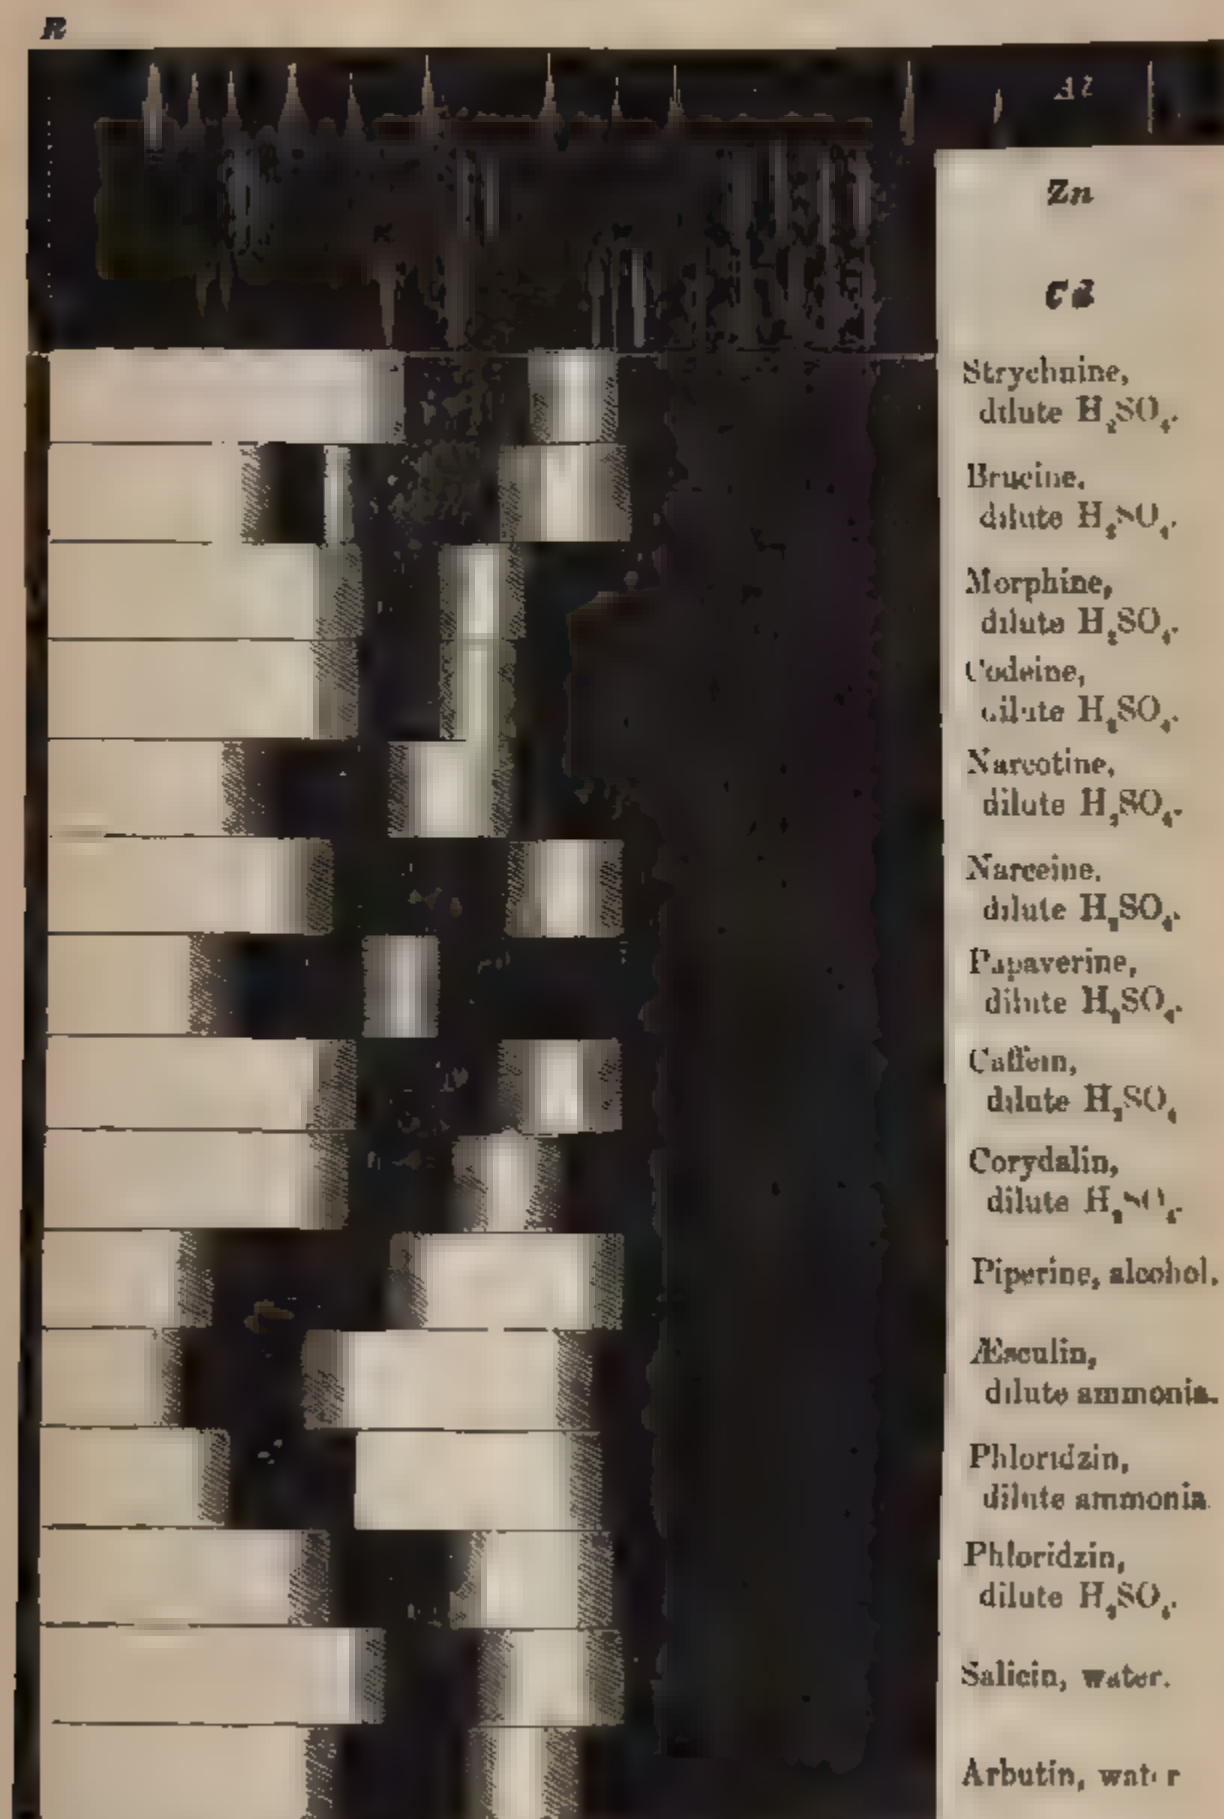 R
Al
Zn
Cd
Strychnine,
dilute H₂SO₄.
Brucine,
dilute H₂SO₄.
Morphine,
dilute H₂SO₄.
Codeine,
dilute H₂SO₄.
Narcotine,
dilute H₂SO₄.
Narceine,
dilute H₂SO₄.
Papaverine,
dilute H₂SO₄.
Caffein,
dilute H₂SO₄
Corydalin,
dilute H₂SO₄.
Piperine, alcohol.
Æsculin,
dilute ammonia.
Phloridzin,
dilute ammonia
Phloridzin,
dilute H₂SO₄.
Salicin, water.
Arbutin, water